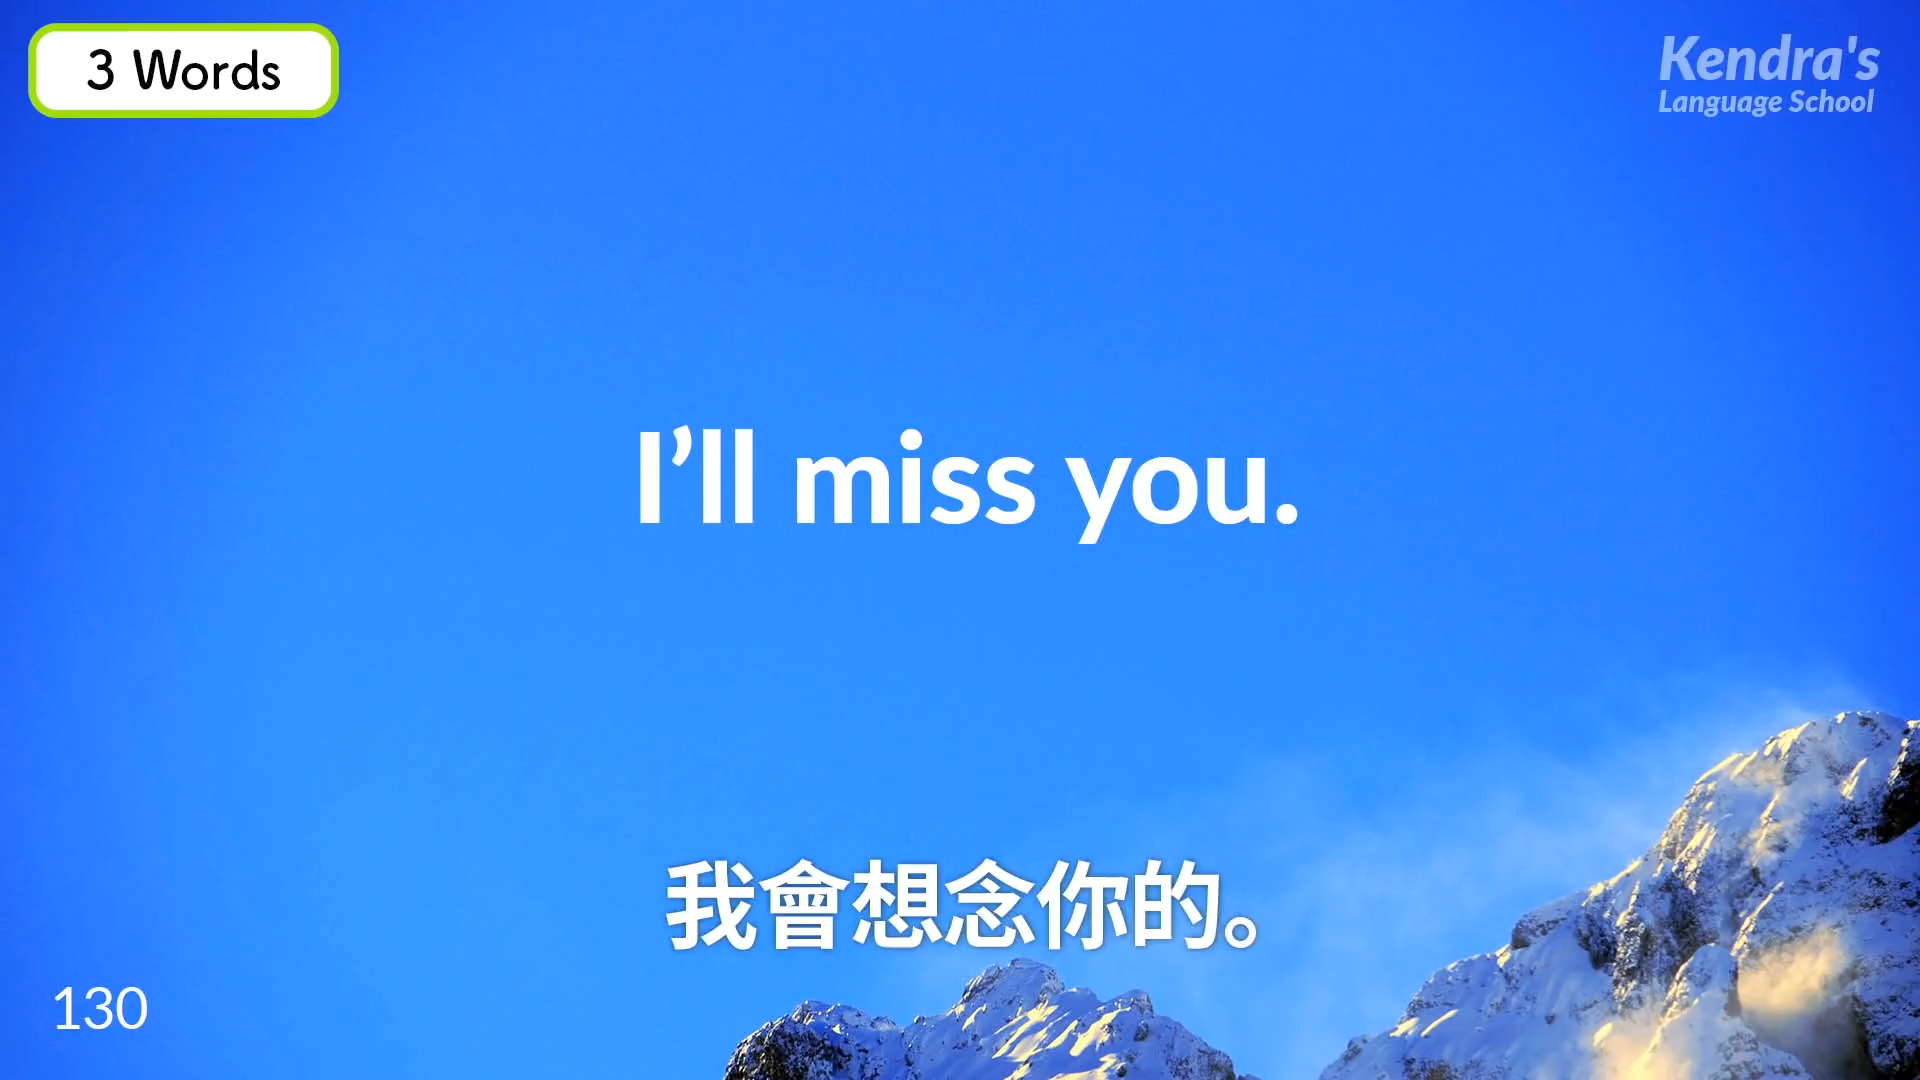 3 Words
Kendra's
Language School
I’ll miss you.
我會想念你的。
130